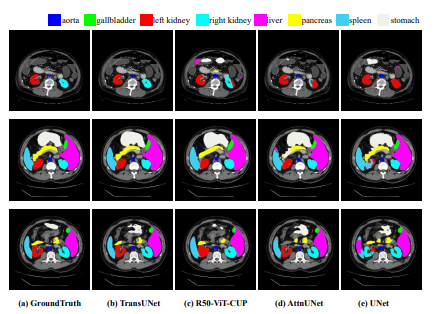 aorta gallbladder left kidney right kidney liver pancreas spleen stomach
(a) GroundTruth (b) TransUNet (c) R50-ViT-CUP (d) AttnUNet (e) UNet